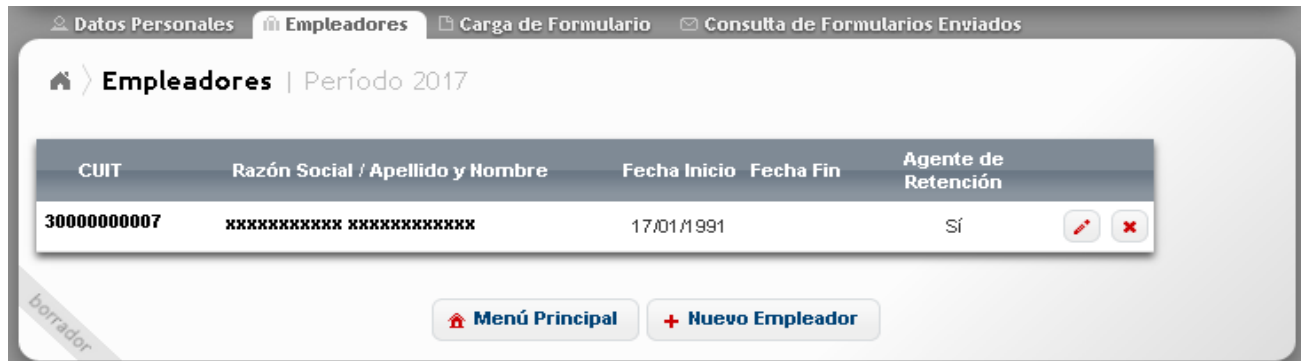 Datos Personales Empleadores Carga de Formulario Consulta de Formularios Enviados
Empleadores | Período 2017
CUIT Razón Social / Apellido y Nombre Fecha Inicio Fecha Fin Agente de Retención
30000000007 xxxxxxxxxxx xxxxxxxxxxxx 17/01/1991 Sí
borrador
Menú Principal + Nuevo Empleador